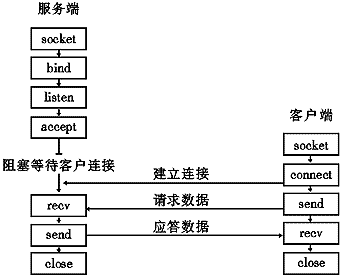 服务端
socket
bind
listen
accept
阻塞等待客户连接
recv
send
close
客户端
socket
connect
send
recv
close
建立连接
请求数据
应答数据